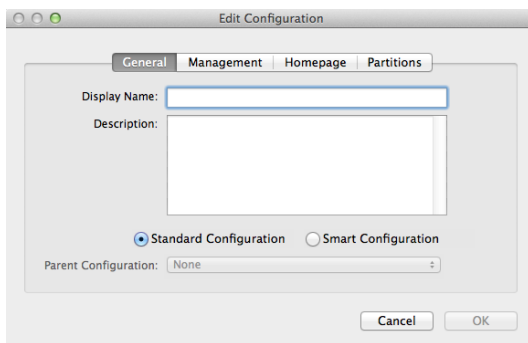 Edit Configuration
General Management Homepage Partitions
Display Name:
Description:
Standard Configuration Smart Configuration
Parent Configuration: None
Cancel OK